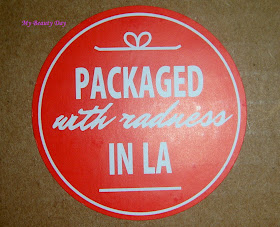 My Beauty Day
PACKAGED
with radness
IN LA